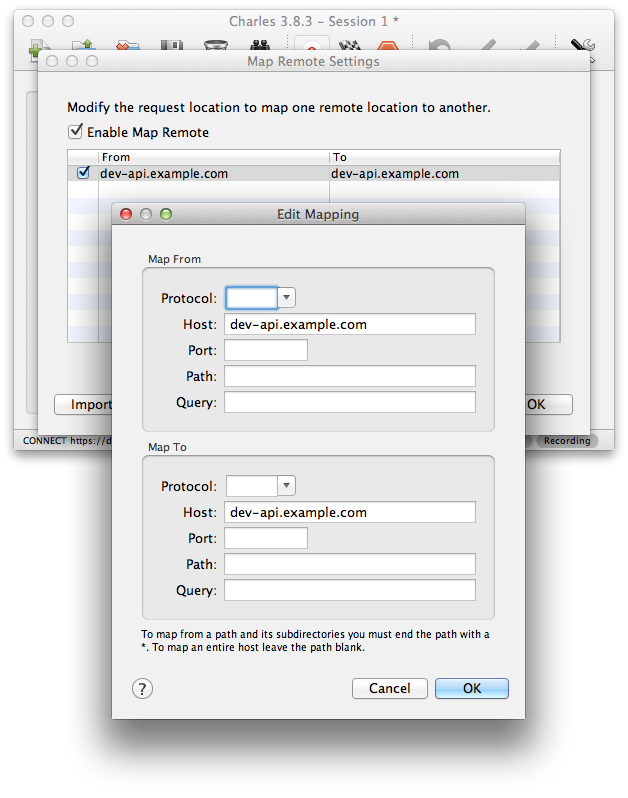 Charles 3.8.3 – Session 1 *
Map Remote Settings
Modify the request location to map one remote location to another.
Enable Map Remote
From To
dev-api.example.com dev-api.example.com
Edit Mapping
Map From
Protocol:
Host: dev-api.example.com
Port:
Path:
Query:
Import
OK
CONNECT https://d
Recording
Map To
Protocol:
Host: dev-api.example.com
Port:
Path:
Query:
To map from a path and its subdirectories you must end the path with a
*. To map an entire host leave the path blank.
? Cancel OK